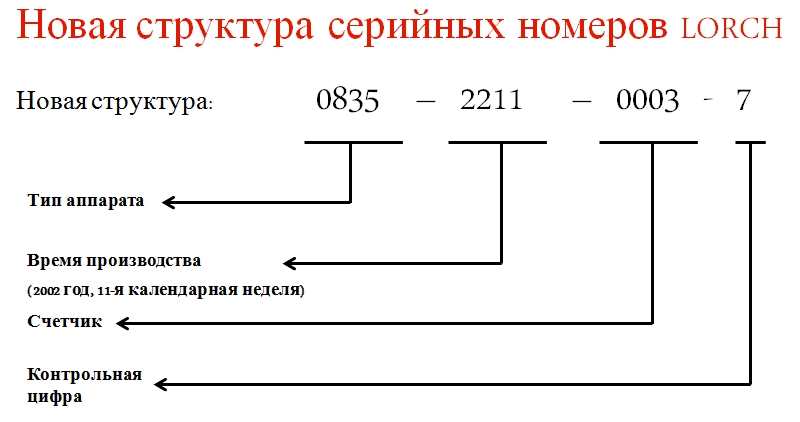 Новая структура серийных номеров LORCH
Новая структура: 0835 – 2211 – 0003 - 7
Тип аппарата
Время производства
(2002 год, 11-я календарная неделя)
Счетчик
Контрольная
цифра